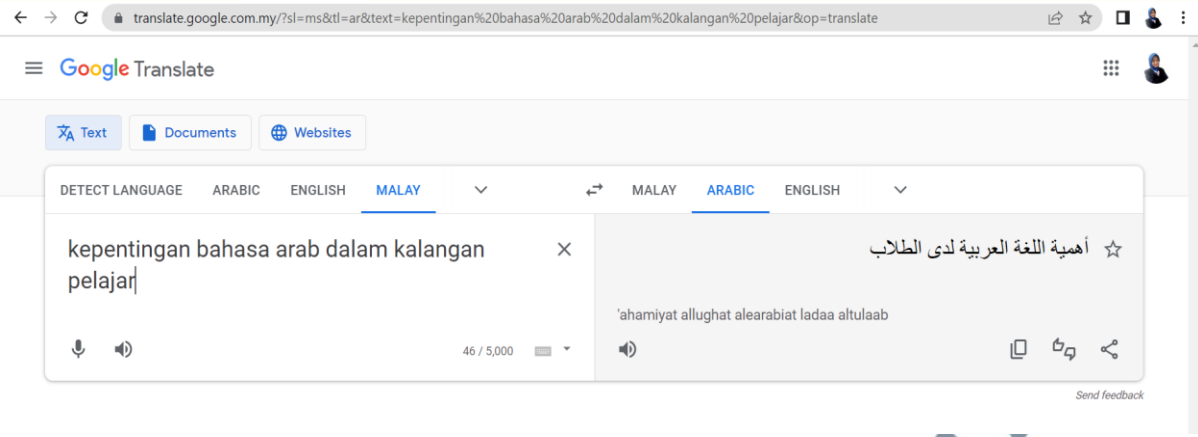 translate.google.com.my/?sl=ms&tl=ar&text=kepentingan%20bahasa%20arab%20dalam%20kalangan%20pelajar&op=translate
Google Translate
Text
Documents
Websites
DETECT LANGUAGE ARABIC ENGLISH MALAY
MALAY ARABIC ENGLISH
kepentingan bahasa arab dalam kalangan
pelajar
46 / 5,000
أهمية اللغة العربية لدى الطلاب
'ahamiyat allughat alearabiat ladaa altulaab
Send feedback